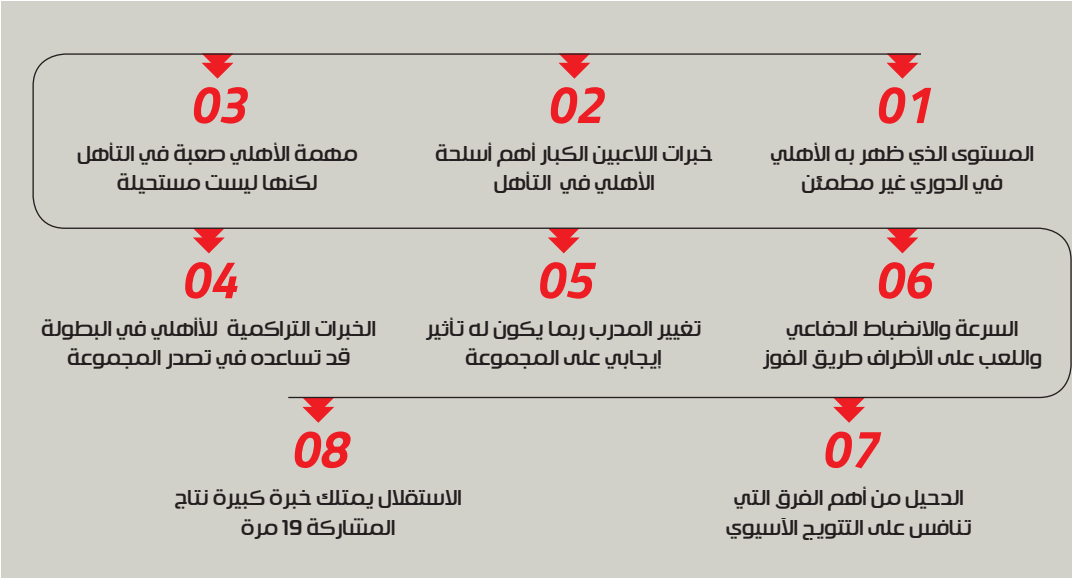 01
المستوى الذي ظهر به الأهلي
في الدوري غير مطمئن
02
خبرات اللاعبين الكبار أهم أسلحة
الأهلي في التأهل
03
مهمة الأهلي صعبة في التأهل
لكنها ليست مستحيلة
04
الخبرات التراكمية للأأهلي في البطولة
قد تساعده في تصدر المجموعة
05
تغيير المدرب ربما يكون له تأثير
إيجابي على المجموعة
06
السرعة والانضباط الدفاعي
واللعب على الأطراف طريق الفوز
07
الدحيل من أهم الفرق التي
تنافس على التتويج الآسيوي
08
الاستقلال يمتلك خبرة كبيرة نتاج
المشاركة 19 مرة